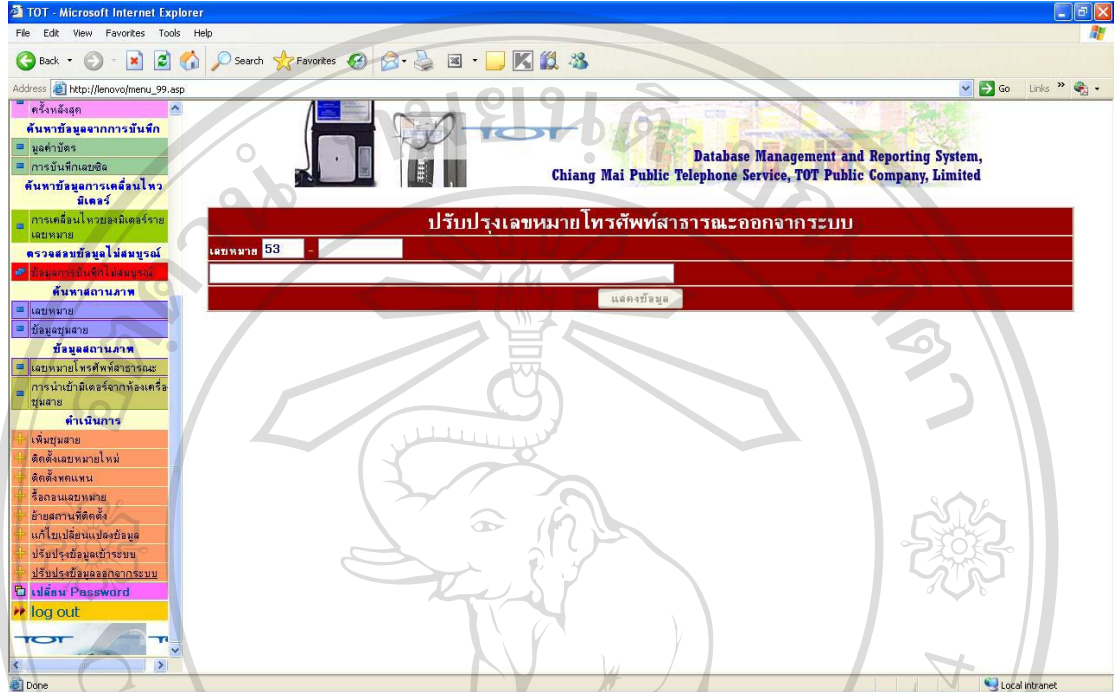 TOT - Microsoft Internet Explorer
File Edit View Favorites Tools Help
Back Search Favorites
Address http://lenovo/menu_99.asp Go Links »
ครั้งหลังสุด
ค้นหาข้อมูลจากการบันทึก
มูลค่าบัตร
การบันทึกเลขซีล
ค้นหาข้อมูลการเคลื่อนไหว
มิเตอร์
การเคลื่อนไหวของมิเตอร์ราย
เลขหมาย
ตรวจสอบข้อมูลไม่สมบูรณ์
ข้อมูลการบันทึกไม่สมบูรณ์
ค้นหาสถานภาพ
เลขหมาย
ข้อมูลชุมสาย
ข้อมูลสถานภาพ
เลขหมายโทรศัพท์สาธารณะ
การนำเข้ามิเตอร์จากห้องเครื่อ
ชุมสาย
ดำเนินการ
เพิ่มชุมสาย
ติดตั้งเลขหมายใหม่
ติดตั้งทดแทน
รื้อถอนเลขหมาย
ย้ายสถานที่ติดตั้ง
แก้ไขเปลี่ยนแปลงข้อมูล
ปรับปรุงข้อมูลเข้าระบบ
ปรับปรุงข้อมูลออกจากระบบ
เปลี่ยน Password
log out
TOT
TOT
Database Management and Reporting System,
Chiang Mai Public Telephone Service, TOT Public Company, Limited
ปรับปรุงเลขหมายโทรศัพท์สาธารณะออกจากระบบ
เลขหมาย 53 -
แสดงข้อมูล
Done Local intranet